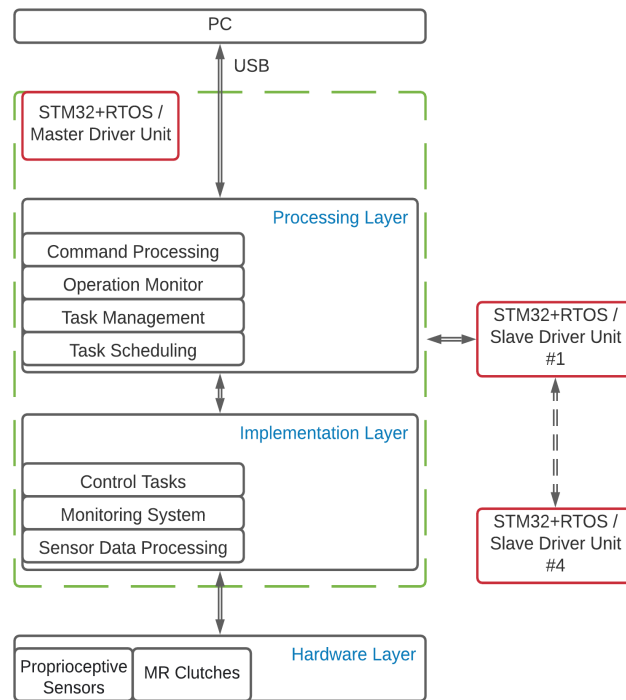 PC
USB
STM32+RTOS /
Master Driver Unit
Processing Layer
Command Processing
Operation Monitor
Task Management
Task Scheduling
STM32+RTOS /
Slave Driver Unit
#1
Implementation Layer
Control Tasks
Monitoring System
Sensor Data Processing
STM32+RTOS /
Slave Driver Unit
#4
Hardware Layer
Proprioceptive
Sensors
MR Clutches